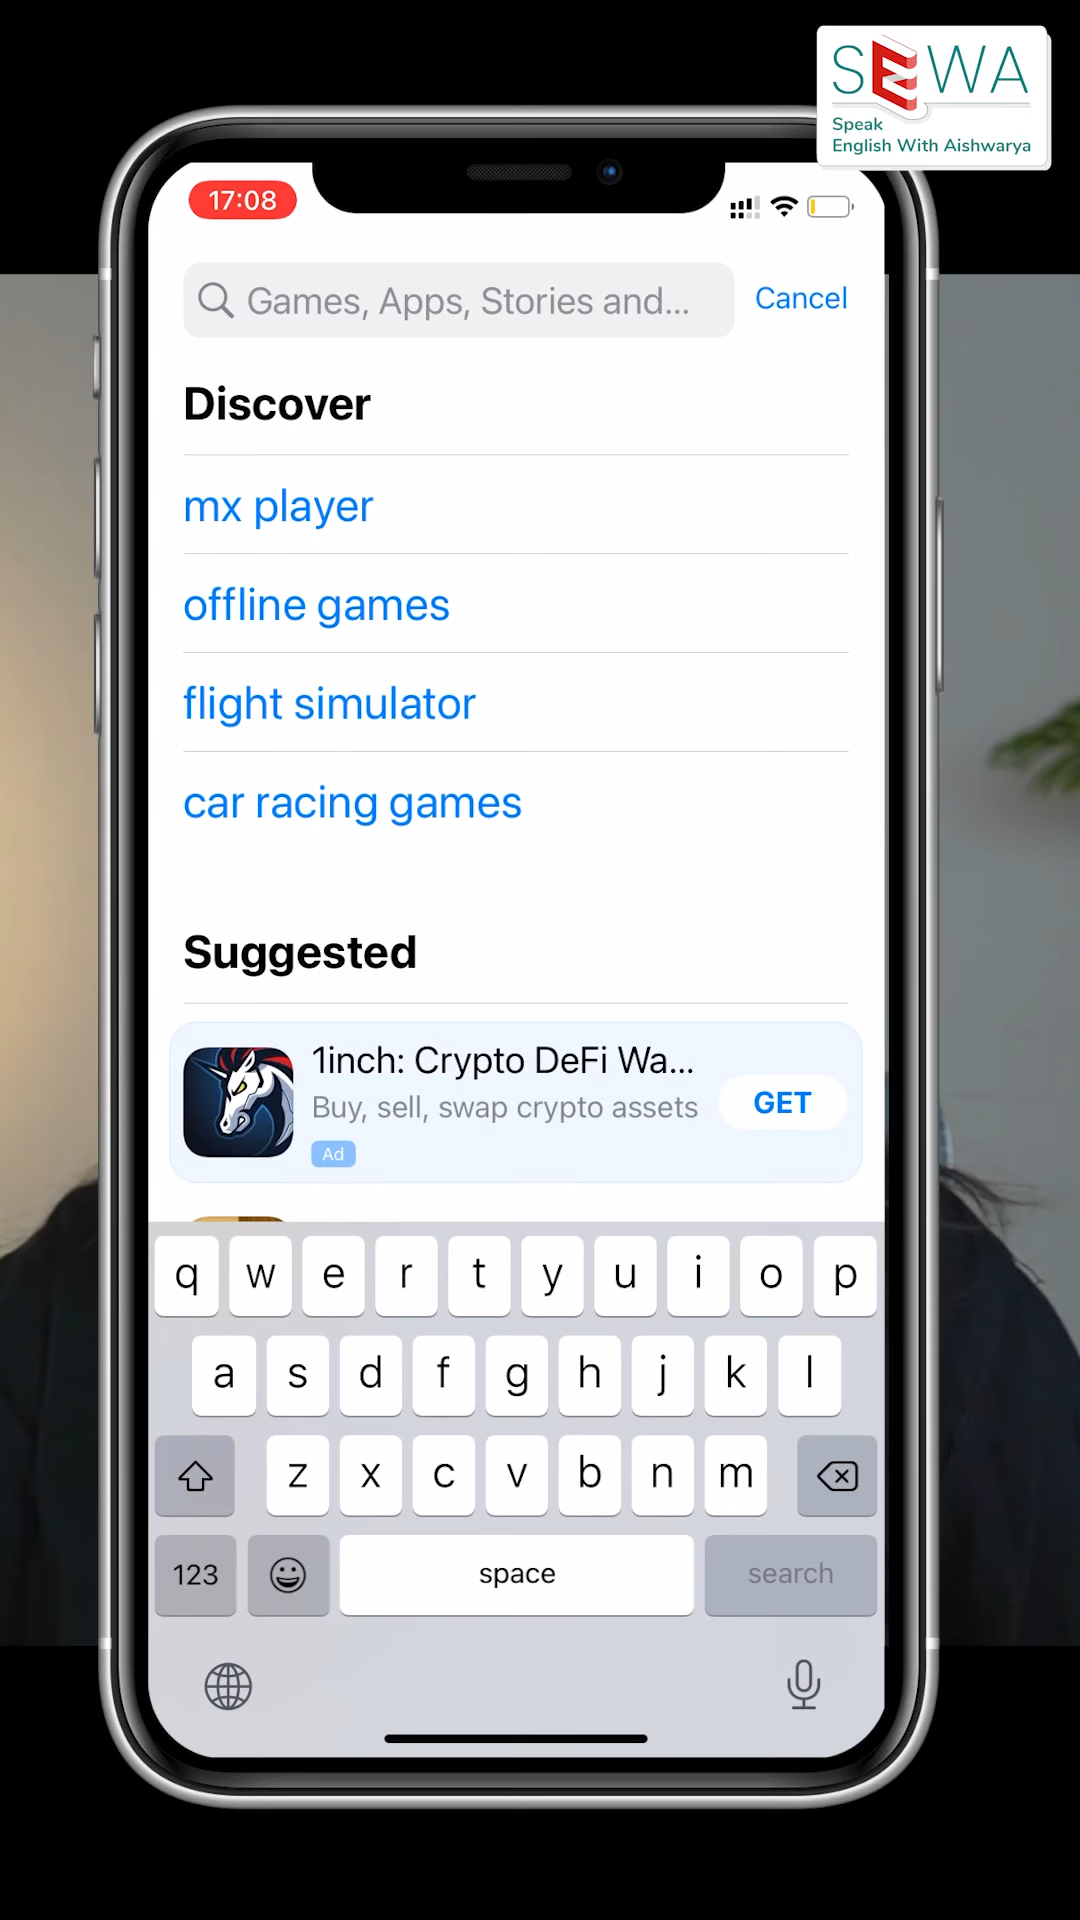 SEWA
Speak
English With Aishwarya
17:08
Games, Apps, Stories and...
Cancel
Discover
mx player
offline games
flight simulator
car racing games
Suggested
1inch: Crypto DeFi Wa...
Buy, sell, swap crypto assets
GET
Ad
q w e r t y u i o p
a s d f g h j k l
z x c v b n m
123 space search